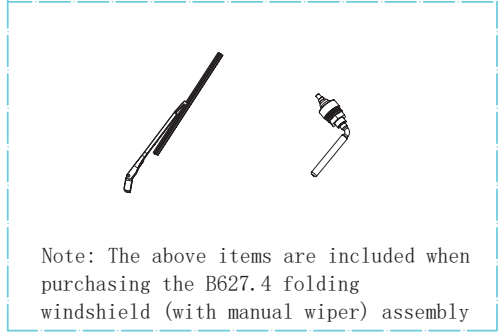 Note: The above items are included when
purchasing the B627.4 folding
windshield (with manual wiper) assembly